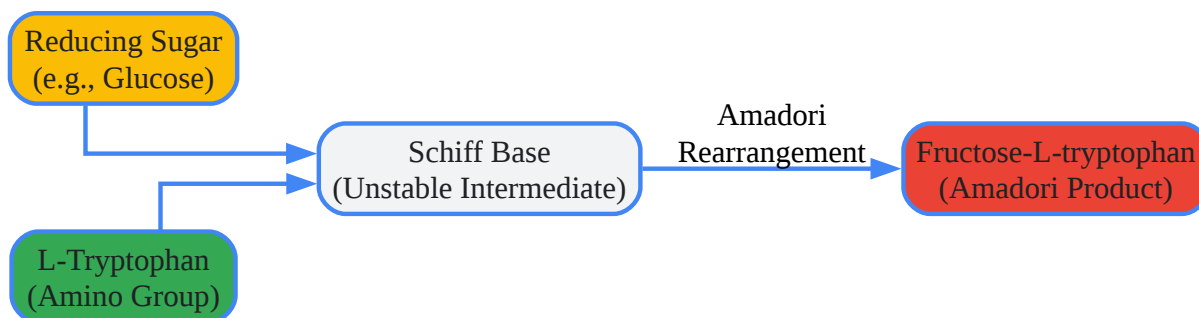 Reducing Sugar
(e.g., Glucose)
L-Tryptophan
(Amino Group)
Schiff Base
(Unstable Intermediate)
Amadori
Rearrangement
Fructose-L-tryptophan
(Amadori Product)